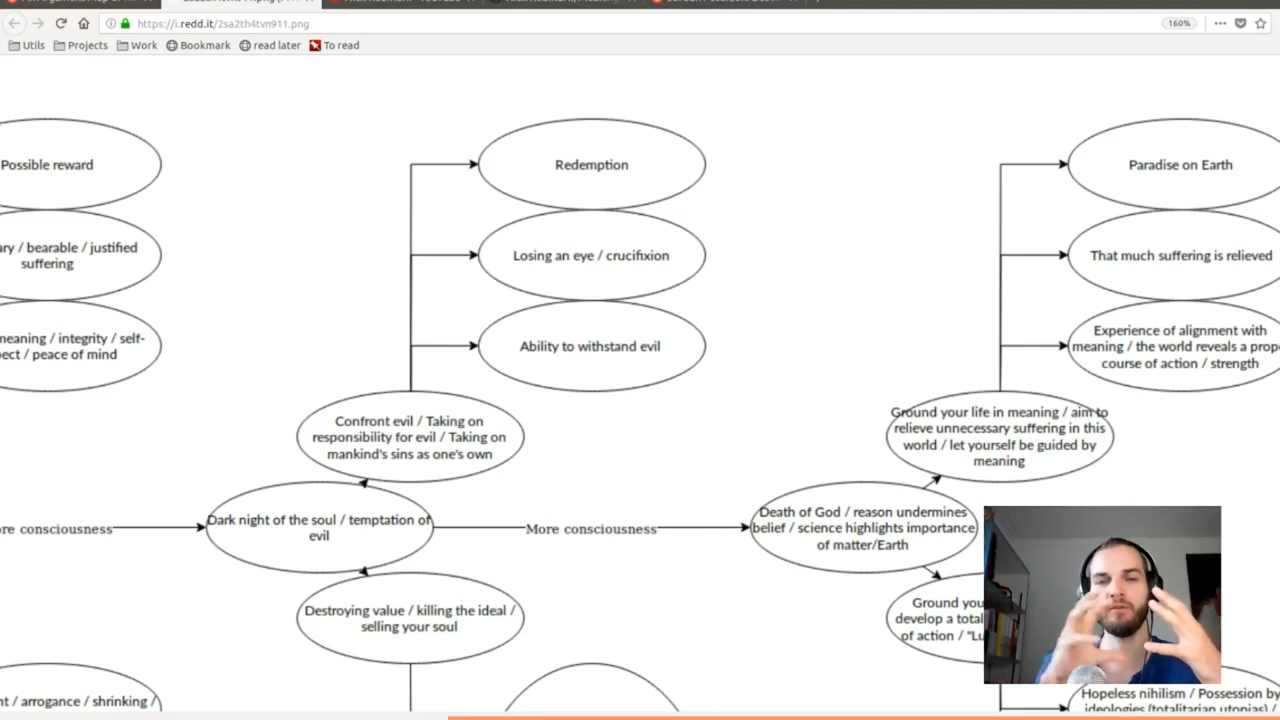 https://i.redd.it/2sa2th4tvn911.png
160%
Utils
Projects
Work
Bookmark
read later
To read
Possible reward
ary / bearable / justified
suffering
meaning / integrity / self-
pect / peace of mind
Redemption
Losing an eye / crucifixion
Ability to withstand evil
Paradise on Earth
That much suffering is relieved
Experience of alignment with
meaning / the world reveals a prope
course of action / strength
Confront evil / Taking on
responsibility for evil / Taking on
mankind's sins as one's own
Ground your life in meaning / aim to
relieve unnecessary suffering in this
world / let yourself be guided by
meaning
re consciousness
Dark night of the soul / temptation of
evil
More consciousness
Death of God / reason undermines
belief / science highlights importance
of matter/Earth
Destroying value / killing the ideal /
selling your soul
Ground you
develop a total
of action / "Lu
nt / arrogance / shrinking /
Hopeless nihilism / Possession by
ideologies (totalitarian utopias) /